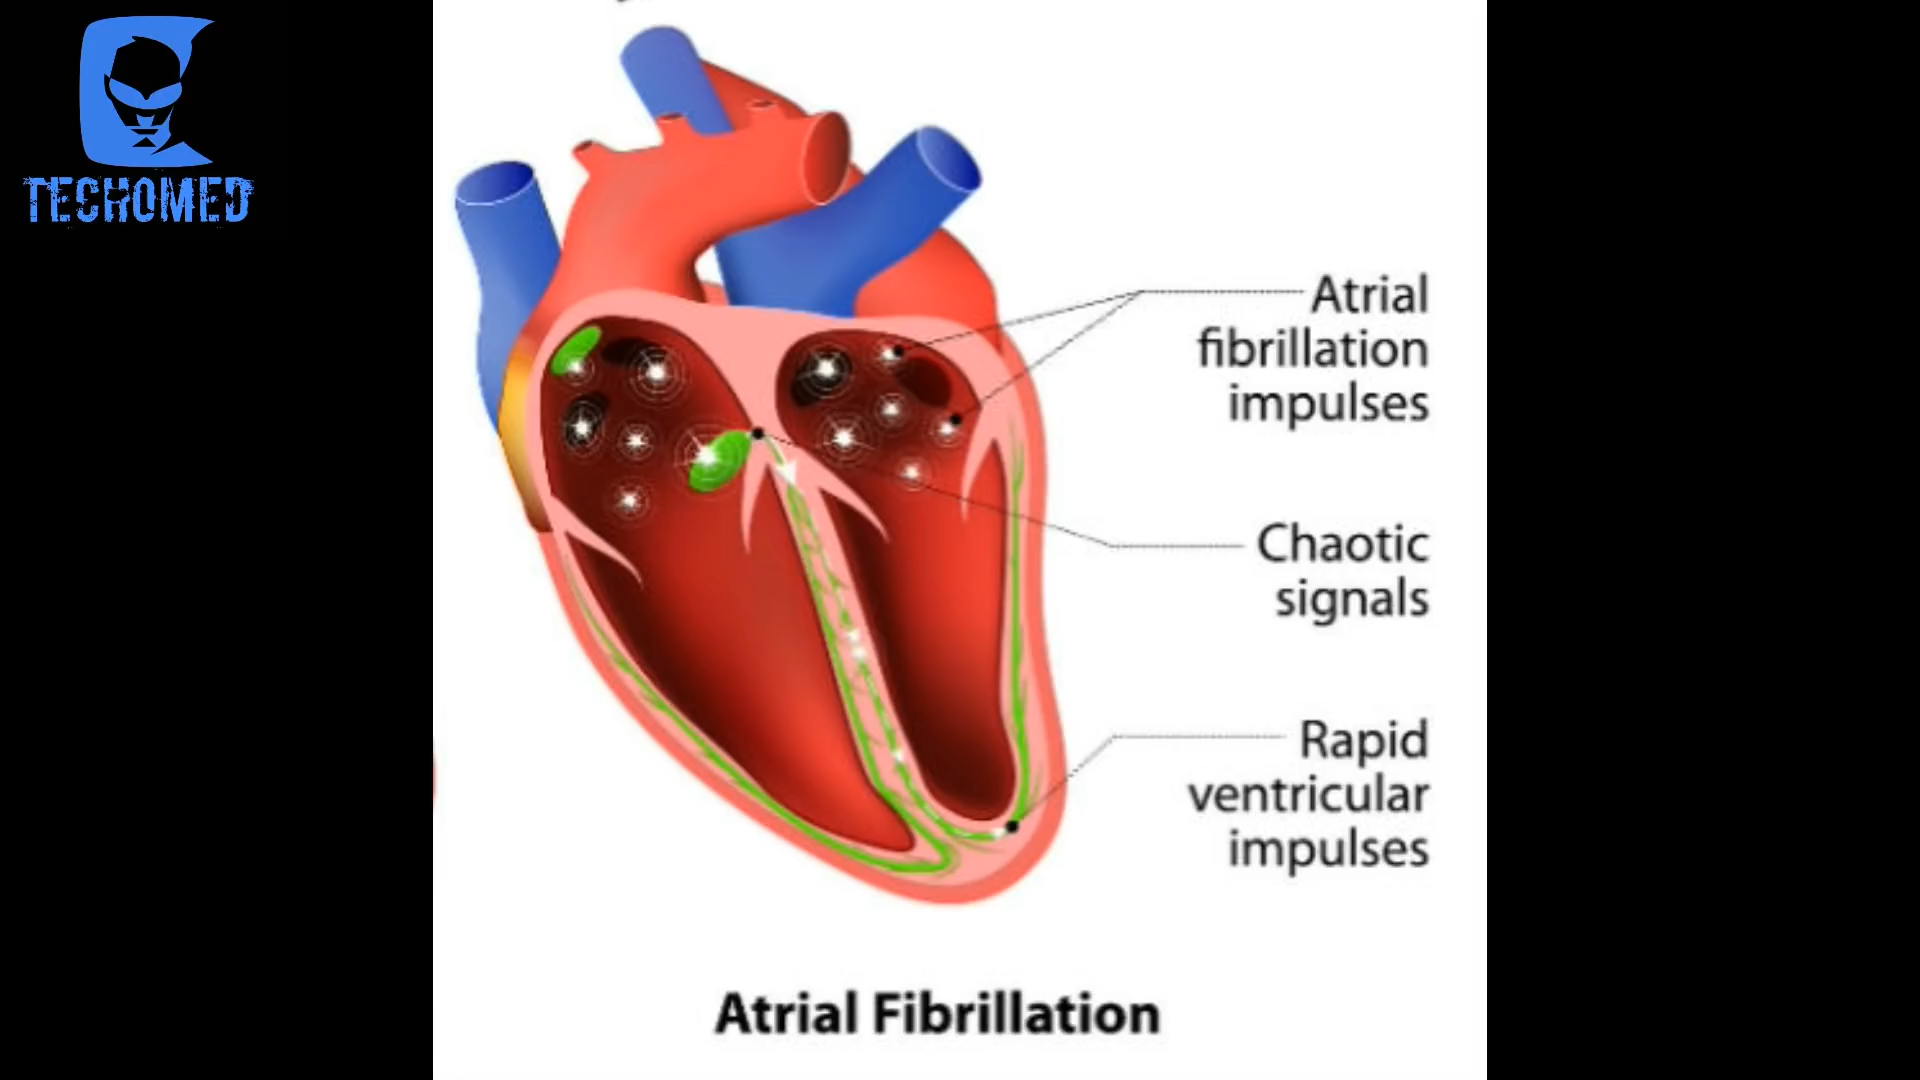 TECHOMED
Atrial
fibrillation
impulses
Chaotic
signals
Rapid
ventricular
impulses
Atrial Fibrillation